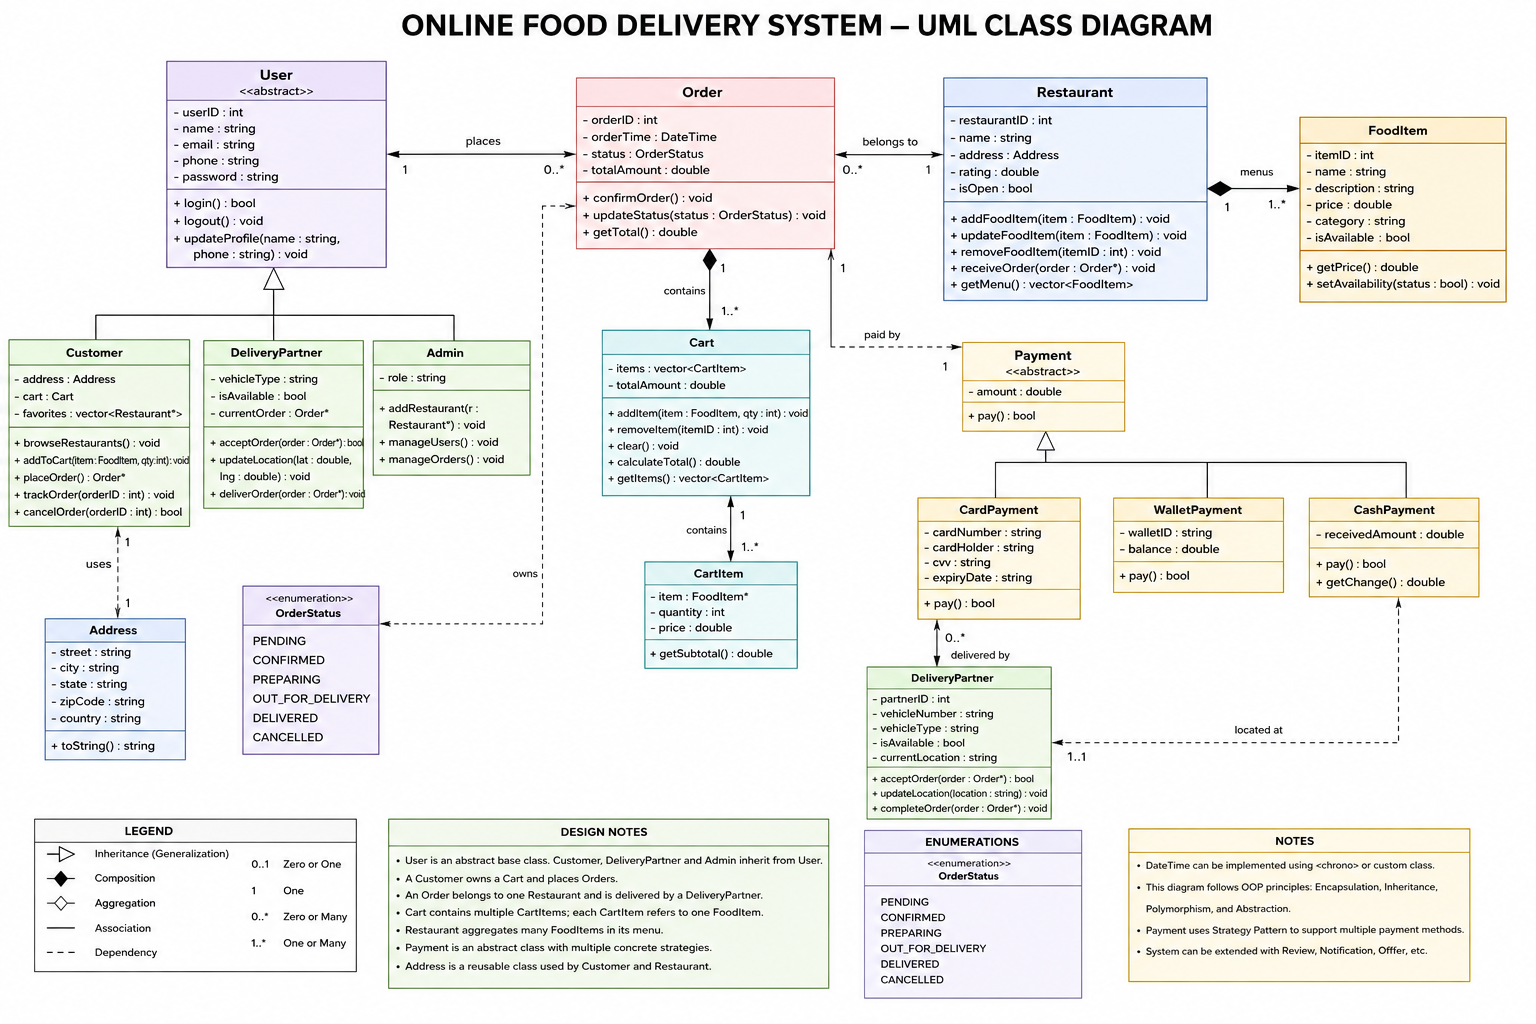 ONLINE FOOD DELIVERY SYSTEM – UML CLASS DIAGRAM
User
<<abstract>>
- userID : int
- name : string
- email : string
- phone : string
- password : string
+ login() : bool
+ logout() : void
+ updateProfile(name : string,
phone : string) : void
places
1
0..*
Order
- orderID : int
- orderTime : DateTime
- status : OrderStatus
- totalAmount : double
+ confirmOrder() : void
+ updateStatus(status : OrderStatus) : void
+ getTotal() : double
belongs to
0..*
1
Restaurant
- restaurantID : int
- name : string
- address : Address
- rating : double
- isOpen : bool
+ addFoodItem(item : FoodItem) : void
+ updateFoodItem(item : FoodItem) : void
+ removeFoodItem(itemID : int) : void
+ receiveOrder(order : Order*) : void
+ getMenu() : vector<FoodItem>
menus
1
1..*
FoodItem
- itemID : int
- name : string
- description : string
- price : double
- category : string
- isAvailable : bool
+ getPrice() : double
+ setAvailability(status : bool) : void
Customer
- address : Address
- cart : Cart
- favorites : vector<Restaurant*>
+ browseRestaurants() : void
+ addToCart(item: FoodItem, qty:int): void
+ placeOrder() : Order*
+ trackOrder(orderID : int) : void
+ cancelOrder(orderID : int) : bool
DeliveryPartner
- vehicleType : string
- isAvailable : bool
- currentOrder : Order*
+ acceptOrder(order : Order*): bool
+ updateLocation(lat : double,
lng : double) : void
+ deliverOrder(order : Order*): void
Admin
- role : string
+ addRestaurant(r :
Restaurant*) : void
+ manageUsers() : void
+ manageOrders() : void
1
contains
1..*
Cart
- items : vector<CartItem>
- totalAmount : double
+ addItem(item : FoodItem, qty : int) : void
+ removeItem(itemID : int) : void
+ clear() : void
+ calculateTotal() : double
+ getItems() : vector<CartItem>
1
paid by
1
Payment
<<abstract>>
- amount : double
+ pay() : bool
1
contains
1..*
CartItem
- item : FoodItem*
- quantity : int
- price : double
+ getSubtotal() : double
CardPayment
- cardNumber : string
- cardHolder : string
- cvv : string
- expiryDate : string
+ pay() : bool
WalletPayment
- walletID : string
- balance : double
+ pay() : bool
CashPayment
- receivedAmount : double
+ pay() : bool
+ getChange() : double
1
uses
1
Address
- street : string
- city : string
- state : string
- zipCode : string
- country : string
+ toString() : string
owns
<<enumeration>>
OrderStatus
PENDING
CONFIRMED
PREPARING
OUT_FOR_DELIVERY
DELIVERED
CANCELLED
0..*
delivered by
DeliveryPartner
- partnerID : int
- vehicleNumber : string
- vehicleType : string
- isAvailable : bool
- currentLocation : string
+ acceptOrder(order : Order*) : bool
+ updateLocation(location : string) : void
+ completeOrder(order : Order*) : void
located at
1..1
LEGEND
Inheritance (Generalization)
Composition
Aggregation
Association
Dependency
0..1 Zero or One
1 One
0..* Zero or Many
1..* One or Many
DESIGN NOTES
• User is an abstract base class. Customer, DeliveryPartner and Admin inherit from User.
• A Customer owns a Cart and places Orders.
• An Order belongs to one Restaurant and is delivered by a DeliveryPartner.
• Cart contains multiple CartItems; each CartItem refers to one FoodItem.
• Restaurant aggregates many FoodItems in its menu.
• Payment is an abstract class with multiple concrete strategies.
• Address is a reusable class used by Customer and Restaurant.
ENUMERATIONS
<<enumeration>>
OrderStatus
PENDING
CONFIRMED
PREPARING
OUT_FOR_DELIVERY
DELIVERED
CANCELLED
NOTES
• DateTime can be implemented using <chrono> or custom class.
• This diagram follows OOP principles: Encapsulation, Inheritance,
Polymorphism, and Abstraction.
• Payment uses Strategy Pattern to support multiple payment methods.
• System can be extended with Review, Notification, Offfer, etc.